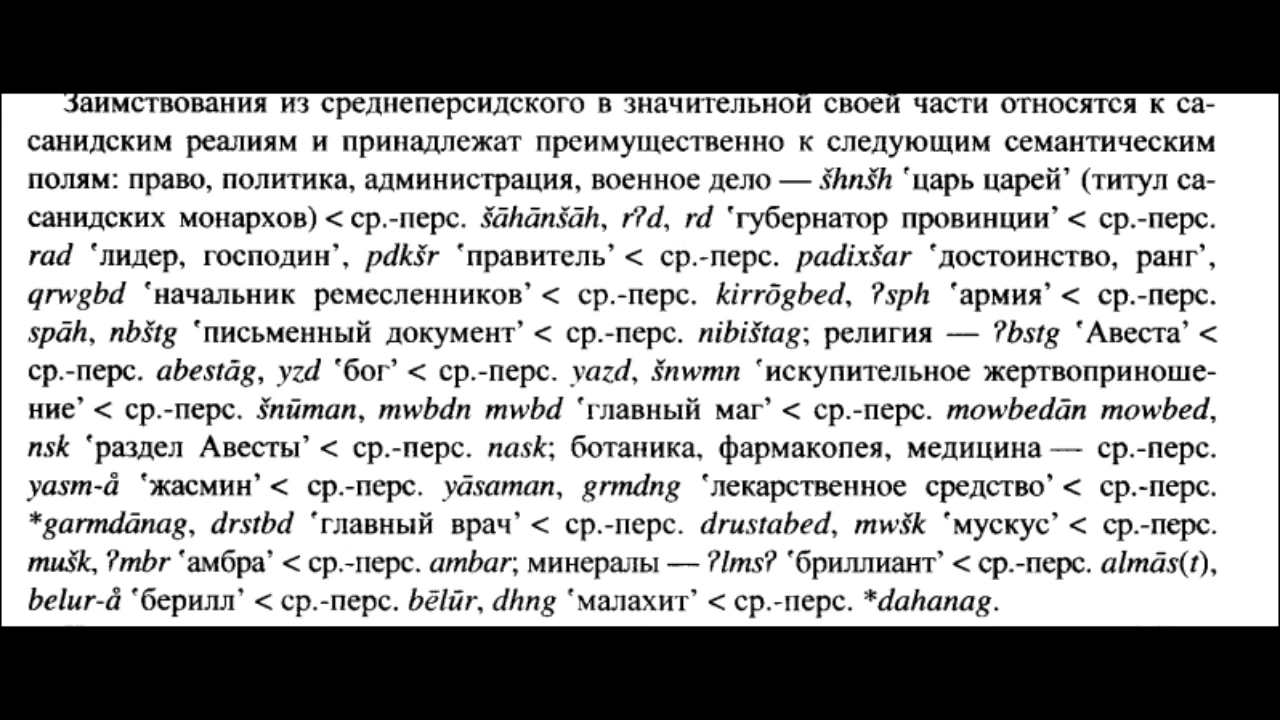 Заимствования из среднеперсидского в значительной своей части относятся к са-
санидским реалиям и принадлежат преимущественно к следующим семантическим
полям: право, политика, администрация, военное дело — šhnšh ‛царь царей’ (титул са-
санидских монархов) < ср.-перс. šāhānšāh, rʔd, rd ‛губернатор провинции’ < ср.-перс.
rad ‛лидер, господин’, pdkšr ‛правитель’ < ср.-перс. padixšar ‛достоинство, ранг’,
qrwgbd ‛начальник ремесленников’ < ср.-перс. kirrōgbed, ʔsph ‛армия’ < ср.-перс.
spāh, nbštg ‛письменный документ’ < ср.-перс. nibištag; религия — ʔbstg ‛Авеста’ <
ср.-перс. abestāg, yzd ‛бог’ < ср.-перс. yazd, šnwmn ‛искупительное жертвоприноше-
ние’ < ср.-перс. šnūman, mwbdn mwbd ‛главный маг’ < ср.-перс. mowbedān mowbed,
nsk ‛раздел Авесты’ < ср.-перс. nask; ботаника, фармакопея, медицина — ср.-перс.
yasm-å ‛жасмин’ < ср.-перс. yāsaman, grmdng ‛лекарственное средство’ < ср.-перс.
*garmdānag, drstbd ‛главный врач’ < ср.-перс. drustabed, mwšk ‛мускус’ < ср.-перс.
mušk, ʔmbr ‛амбра’ < ср.-перс. ambar; минералы — ʔlmsʔ ‛бриллиант’ < ср.-перс. almās(t),
belur-å ‛берилл’ < ср.-перс. bēlūr, dhng ‛малахит’ < ср.-перс. *dahanag.